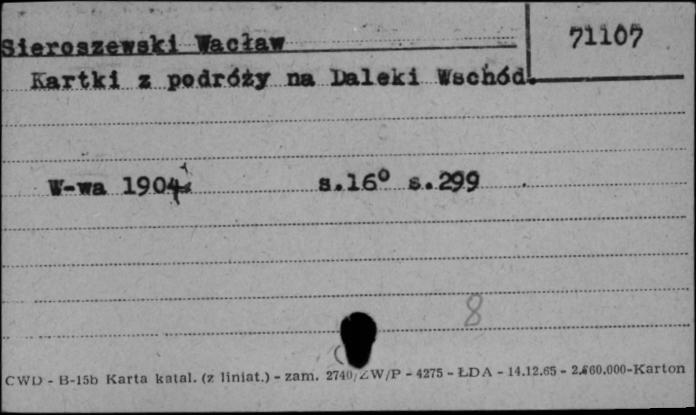 Sieroszewski Wacław
71107
Kartki z podróży na Daleki Wschód.
W-wa 1904 s.16° s.299
8
CWD - B-15b Karta katal. (z liniat.) - zam. 2740/ZW/P - 4275 - ŁDA - 14.12.65 - 2.660.000-Karton